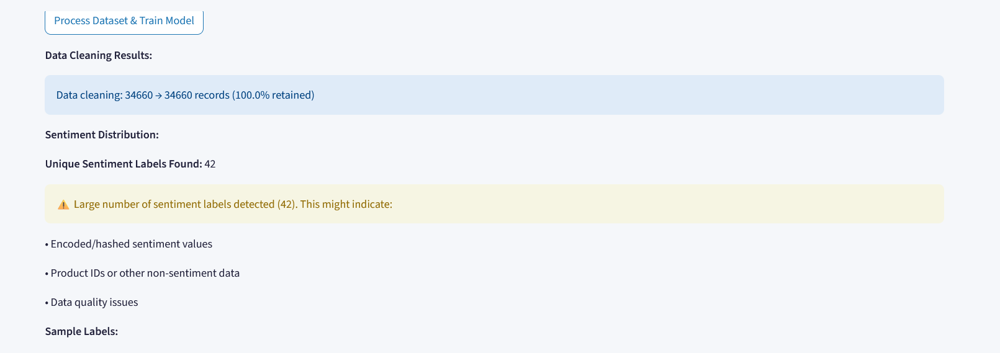 Process Dataset & Train Model
Data Cleaning Results:
Data cleaning: 34660 → 34660 records (100.0% retained)
Sentiment Distribution:
Unique Sentiment Labels Found: 42
⚠️ Large number of sentiment labels detected (42). This might indicate:
• Encoded/hashed sentiment values
• Product IDs or other non-sentiment data
• Data quality issues
Sample Labels: